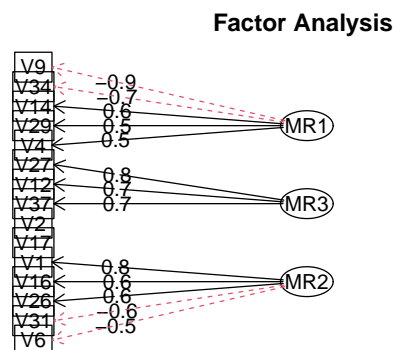 Factor Analysis
V9
V34
V14
V29
V4
V27
V12
V37
V2
V17
V1
V16
V26
V31
V6
−0.9
−0.7
0.6
0.5
0.5
0.8
0.7
0.7
0.8
0.6
0.6
−0.6
−0.5
MR1
MR3
MR2